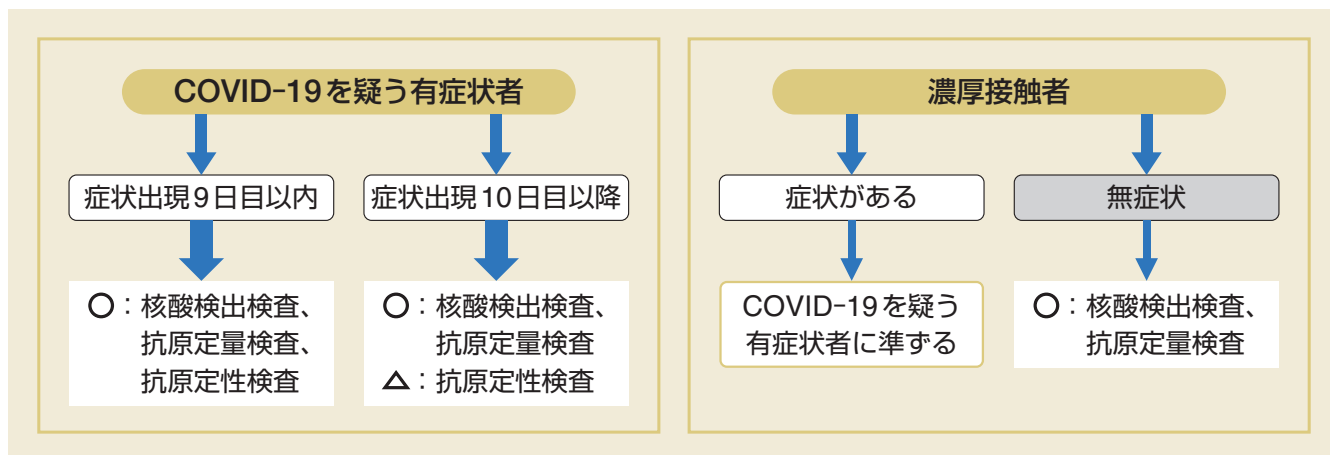 COVID-19を疑う有症状者
症状出現9日目以内
症状出現10日目以降
○:核酸検出検査、
抗原定量検査、
抗原定性検査
○:核酸検出検査、
抗原定量検査
△:抗原定性検査
濃厚接触者
症状がある
無症状
COVID-19を疑う
有症状者に準ずる
○:核酸検出検査、
抗原定量検査